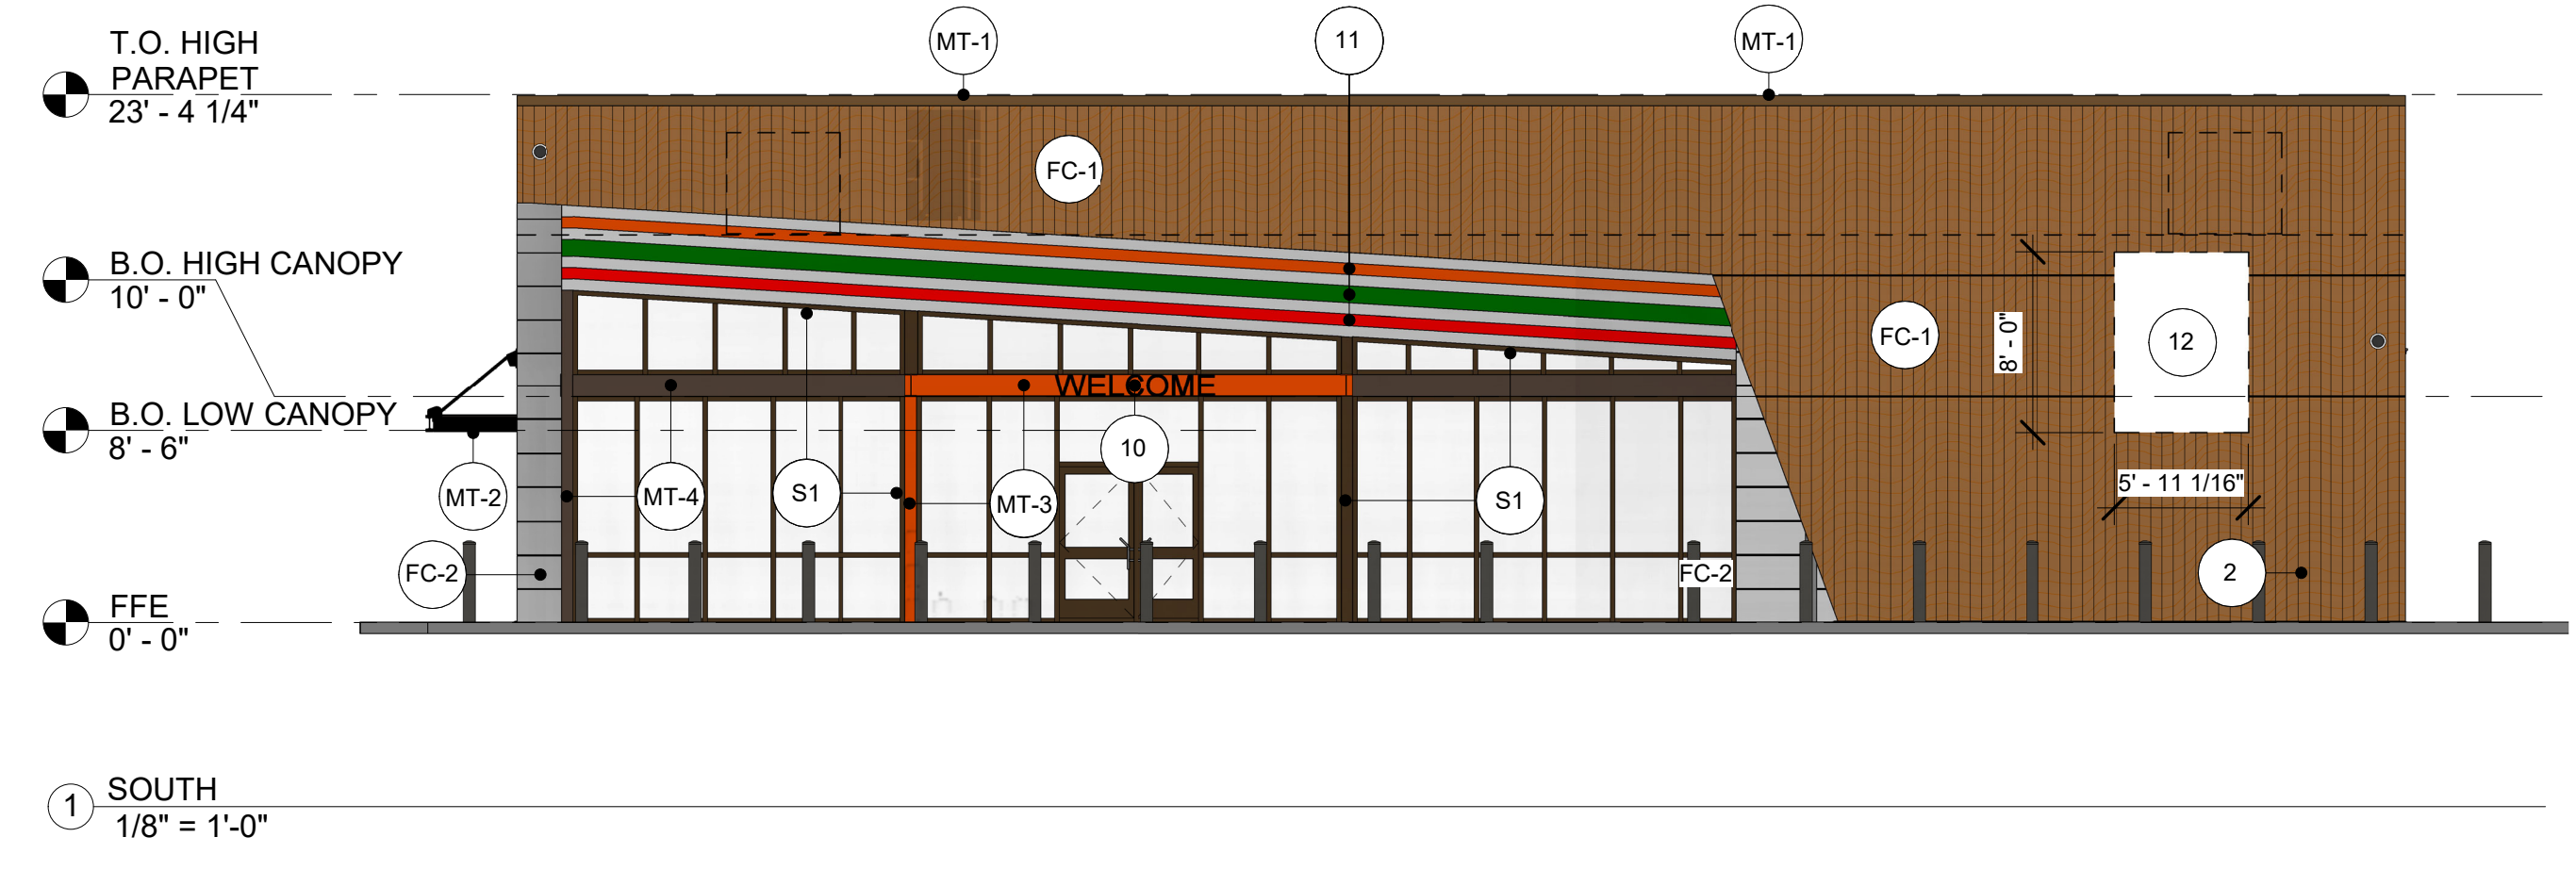 MT-1
11
MT-1
T.O. HIGH
PARAPET
23' - 4 1/4"
FC-1
B.O. HIGH CANOPY
10' - 0"
FC-1
8' - 0"
12
WELCOME
B.O. LOW CANOPY
8' - 6"
10
MT-2
MT-4
S1
MT-3
S1
5' - 11 1/16"
FC-2
FC-2
2
FFE
0' - 0"
1
SOUTH
1/8" = 1'-0"